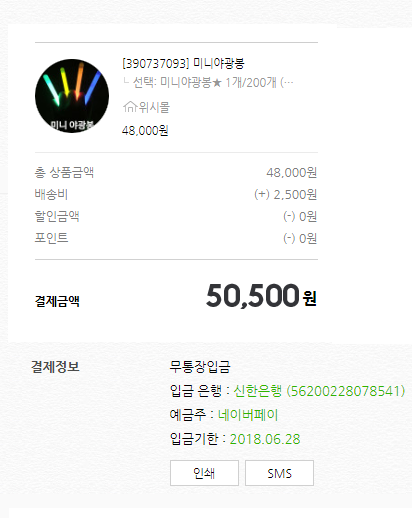 [390737093] 미니야광봉
└ 선택: 미니야광봉★ 1개/200개 (…
위시몰
48,000원
미니 야광봉
총 상품금액 48,000원
배송비 (+) 2,500원
할인금액 (-) 0원
포인트 (-) 0원
결제금액 50,500 원
결제정보 무통장입금
입금 은행 : 신한은행 (56200228078541)
예금주 : 네이버페이
입금기한 : 2018.06.28
인쇄 SMS